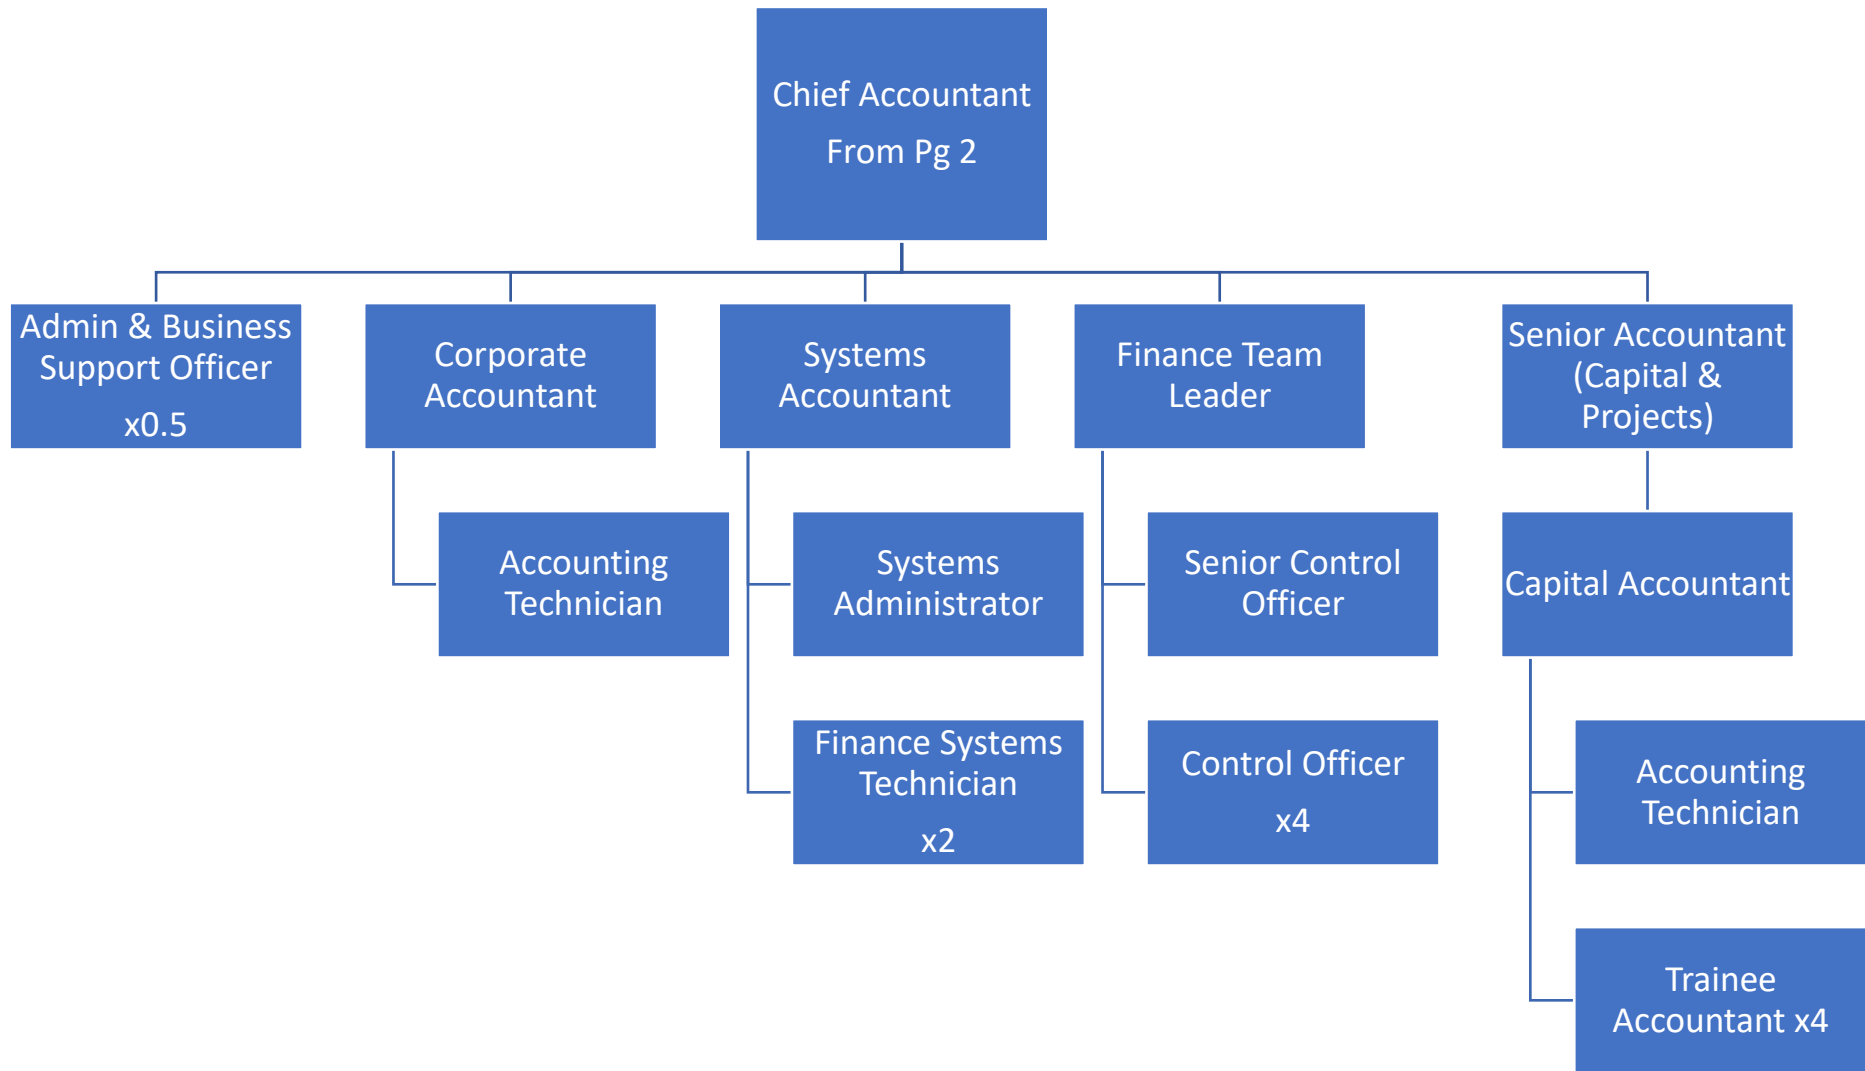 Chief Accountant
From Pg 2
Admin & Business
Support Officer
x0.5
Corporate
Accountant
Systems
Accountant
Finance Team
Leader
Senior Accountant
(Capital &
Projects)
Accounting
Technician
Systems
Administrator
Senior Control
Officer
Capital Accountant
Finance Systems
Technician
x2
Control Officer
x4
Accounting
Technician
Trainee
Accountant x4